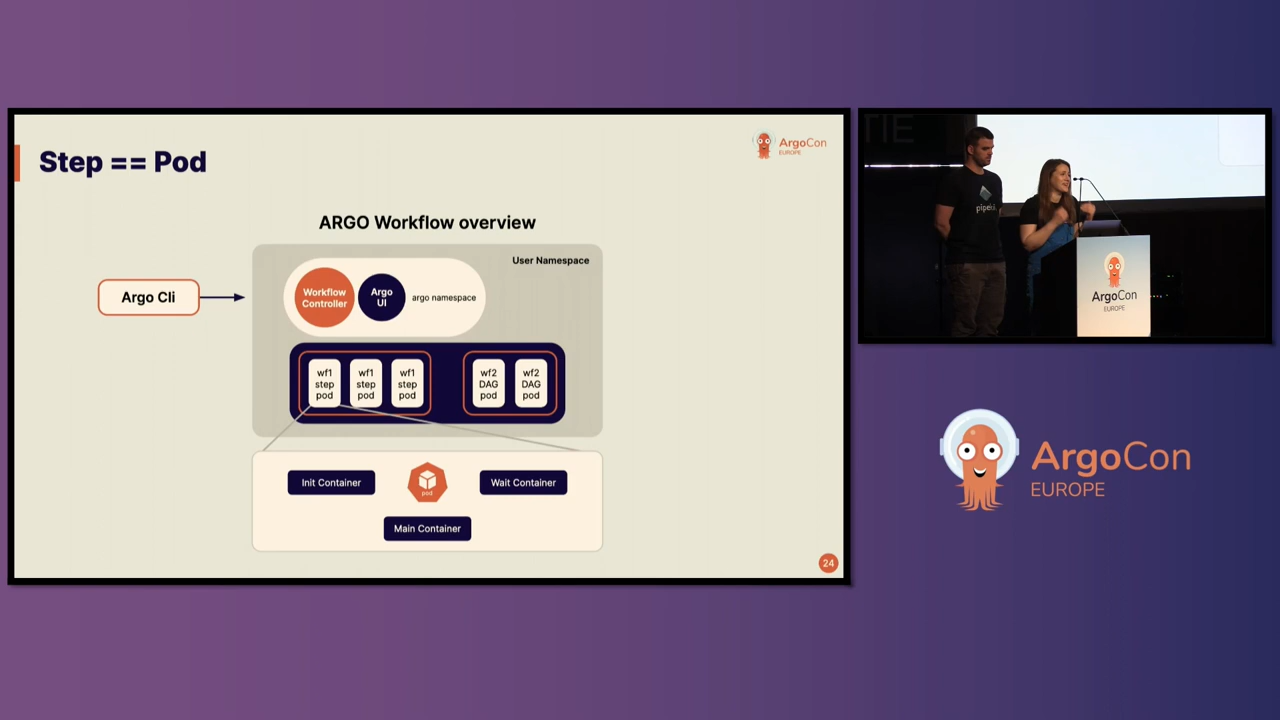 Step == Pod
ArgoCon
EUROPE
ARGO Workflow overview
User Namespace
Argo Cli
Workflow
Controller
Argo
UI
argo namespace
wf1
step
pod
wf1
step
pod
wf1
step
pod
wf2
DAG
pod
wf2
DAG
pod
Init Container
pod
Wait Container
Main Container
24
TIE
ArgoCon
EUROPE
ArgoCon
EUROPE